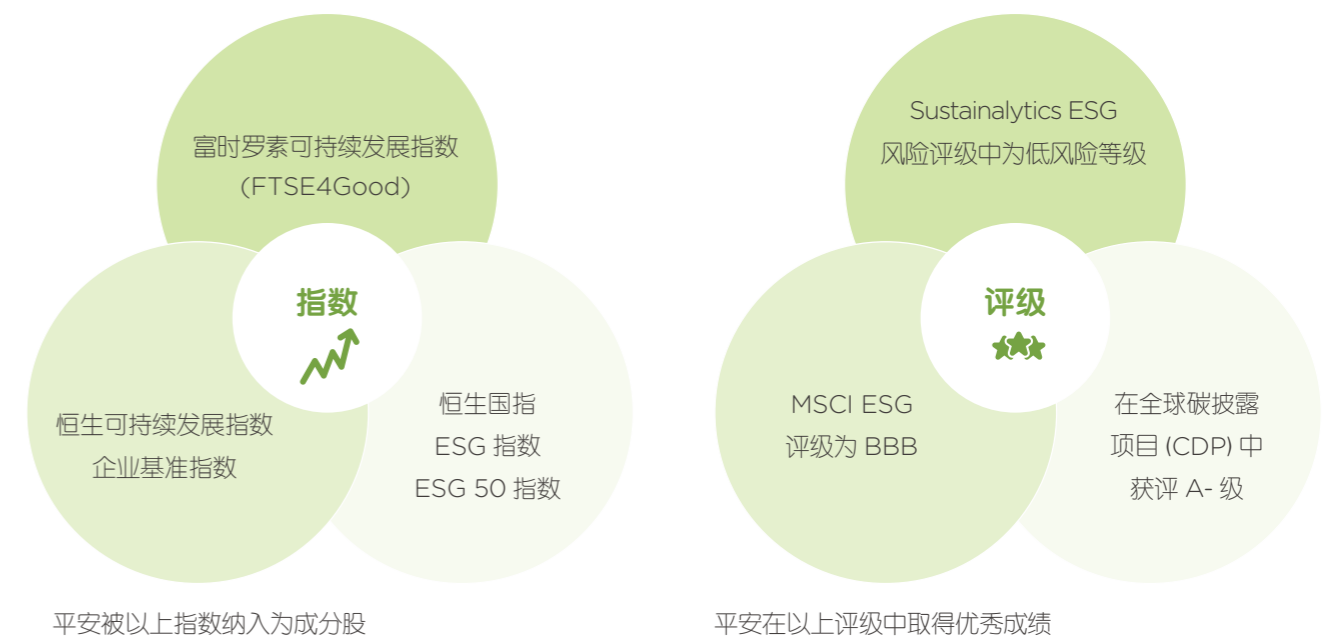 富时罗素可持续发展指数
(FTSE4Good)
指数
恒生可持续发展指数
企业基准指数
恒生国指
ESG 指数
ESG 50 指数
平安被以上指数纳入为成分股
Sustainalytics ESG
风险评级中为低风险等级
评级
MSCI ESG
评级为 BBB
在全球碳披露
项目 (CDP) 中
获评 A- 级
平安在以上评级中取得优秀成绩